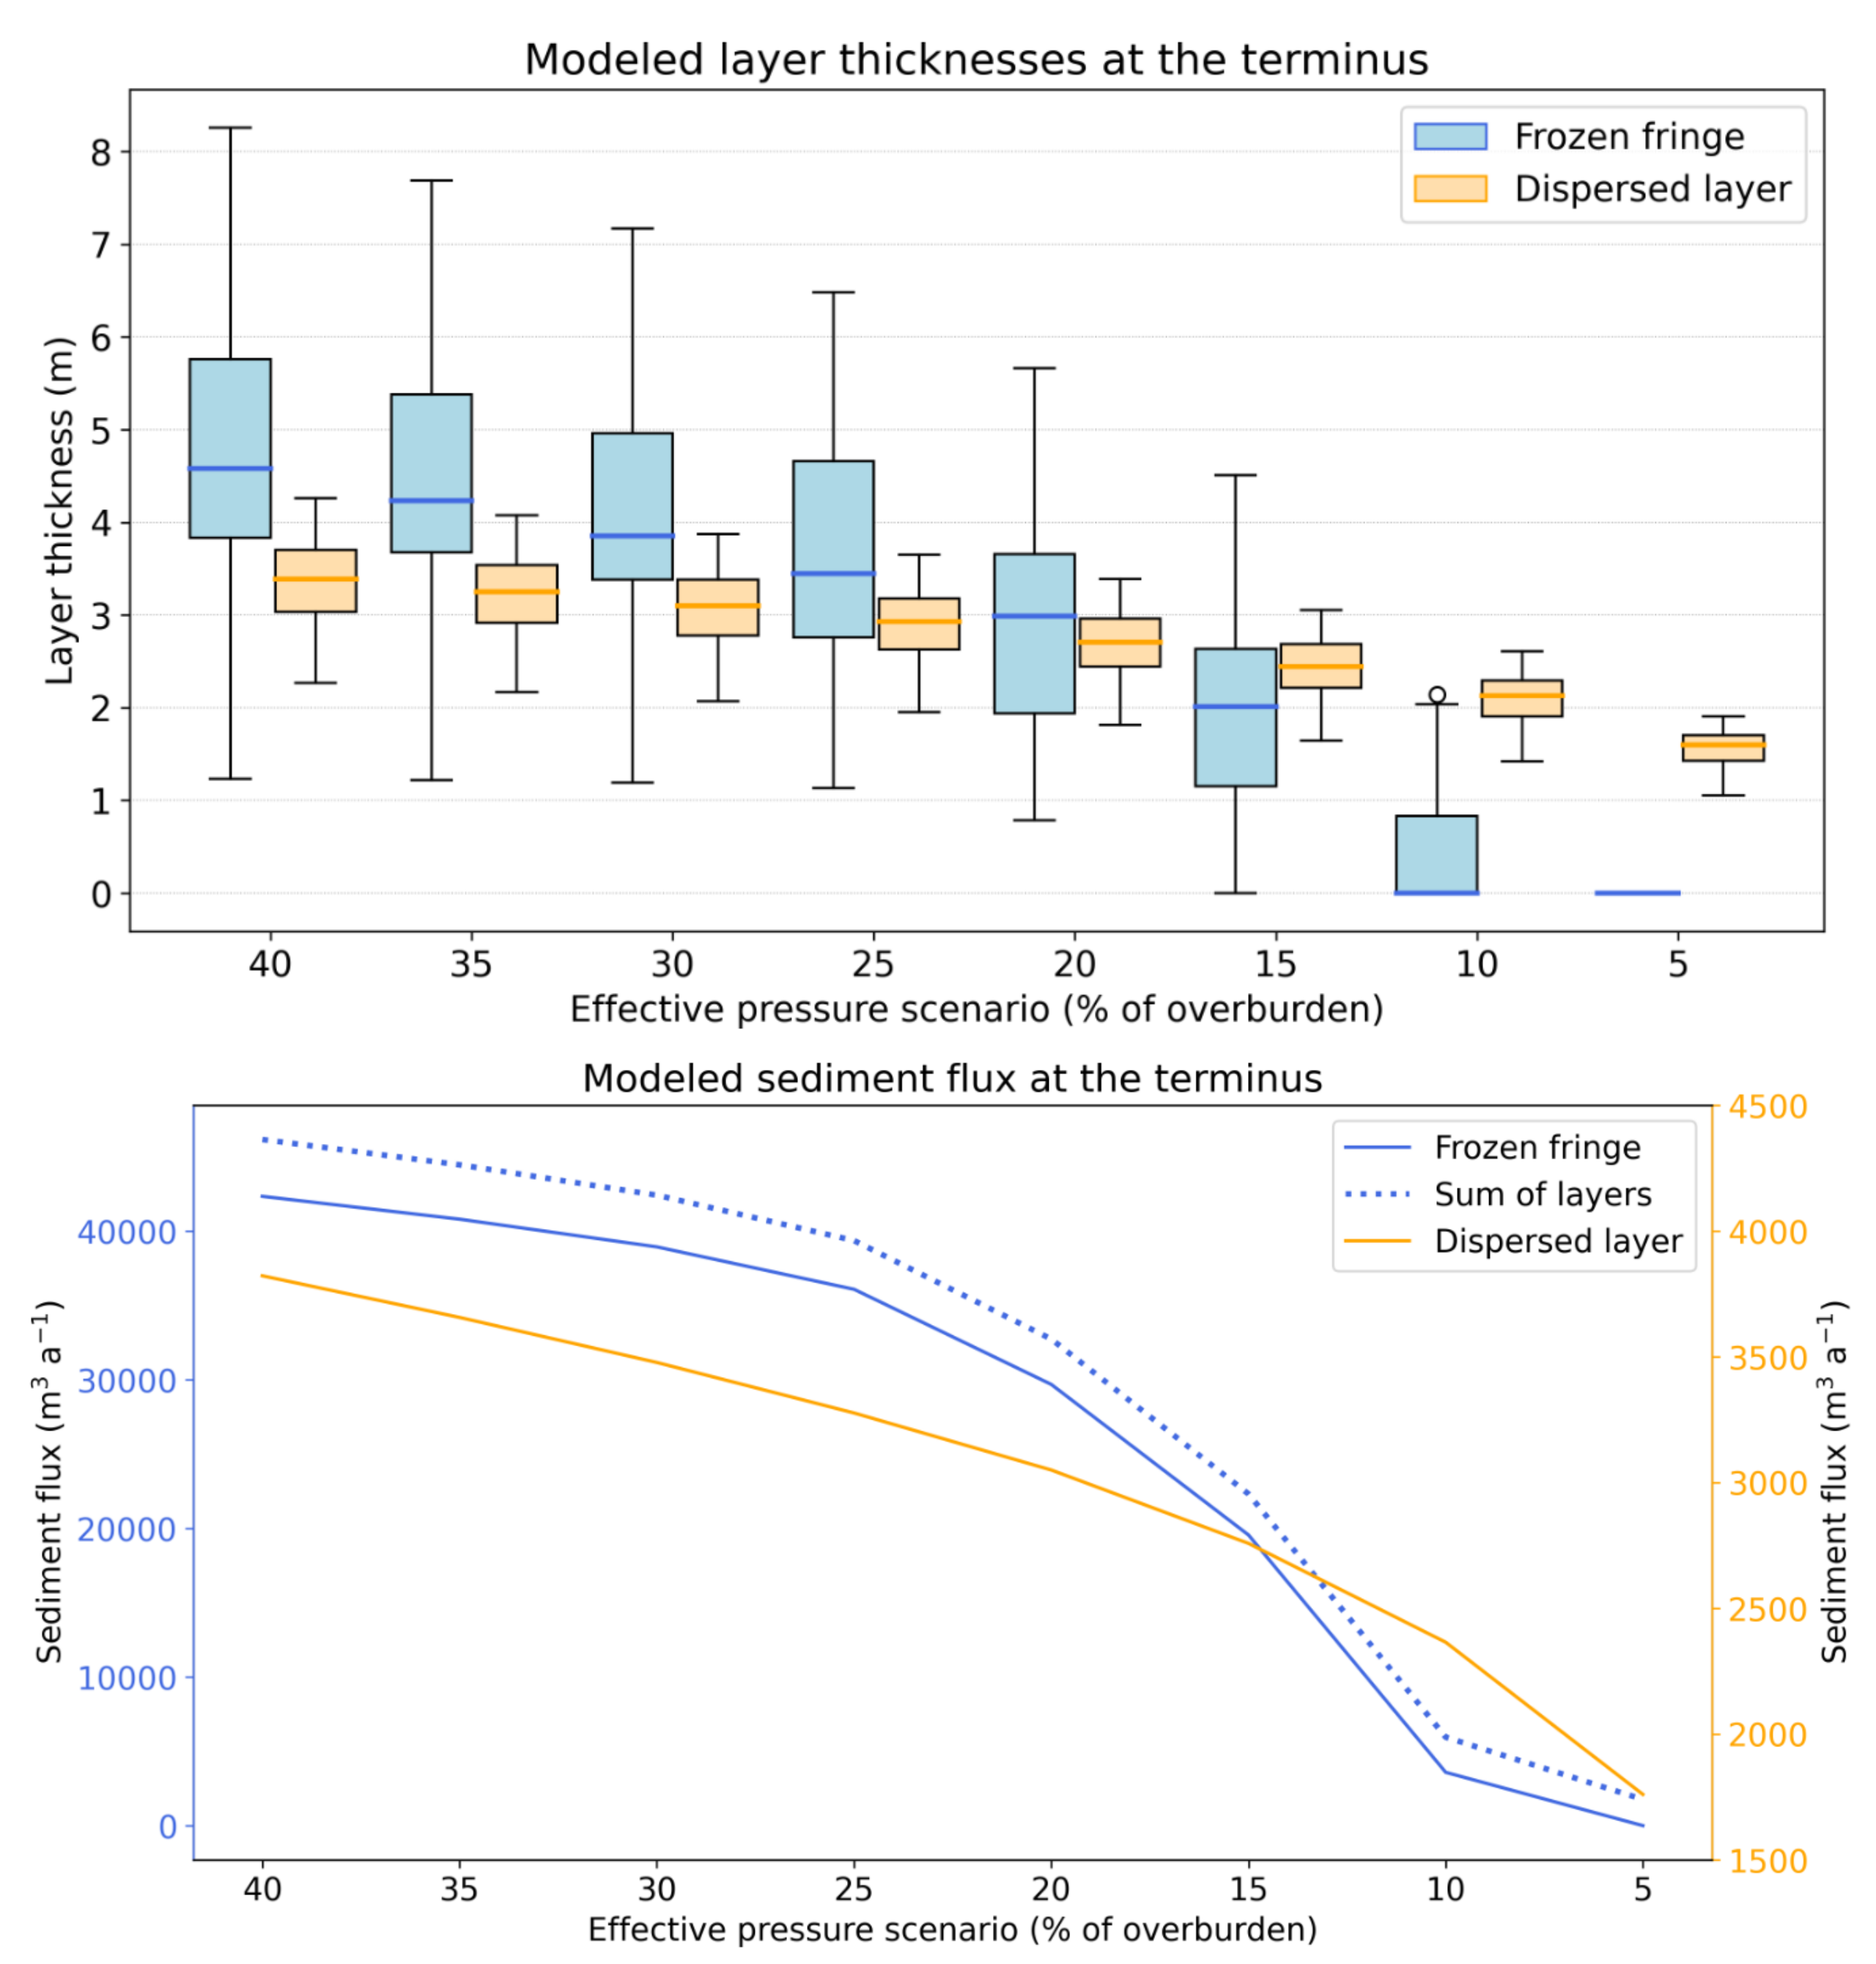 Modeled layer thicknesses at the terminus
Frozen fringe
Dispersed layer
Layer thickness (m)
8
7
6
5
4
3
2
1
0
40 35 30 25 20 15 10 5
Effective pressure scenario (% of overburden)
Modeled sediment flux at the terminus
Frozen fringe
Sum of layers
Dispersed layer
Sediment flux (m³ a⁻¹)
40000
30000
20000
10000
0
4500
4000
3500
3000
2500
2000
1500
Sediment flux (m³ a⁻¹)
40 35 30 25 20 15 10 5
Effective pressure scenario (% of overburden)